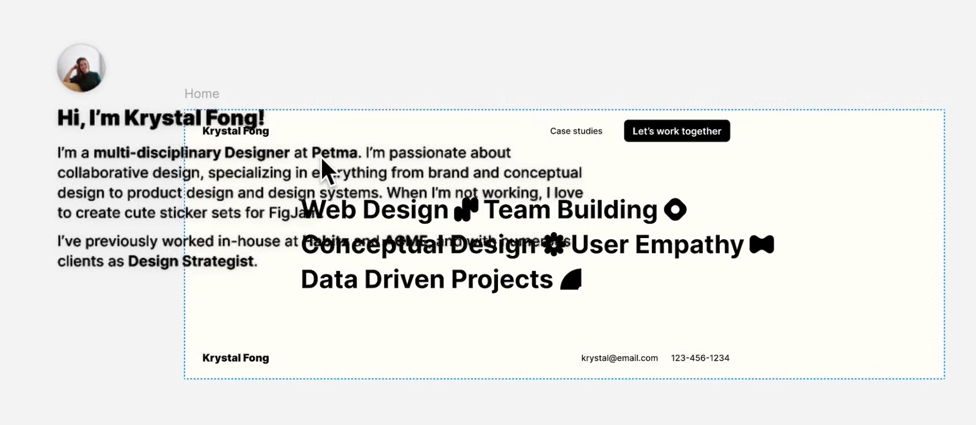 Home
Hi, I'm Krystal Fong!
Krystal Fong
Case studies
Let's work together
I'm a multi-disciplinary Designer at Petma. I'm passionate about
collaborative design, specializing in everything from brand and conceptual
design to product design and design systems. When I'm not working, I love
to create cute sticker sets for FigJam.
Web Design Team Building
I've previously worked in-house at and with numerous
Conceptual Design User Empathy
clients as Design Strategist.
Data Driven Projects
Krystal Fong
krystal@email.com 123-456-1234